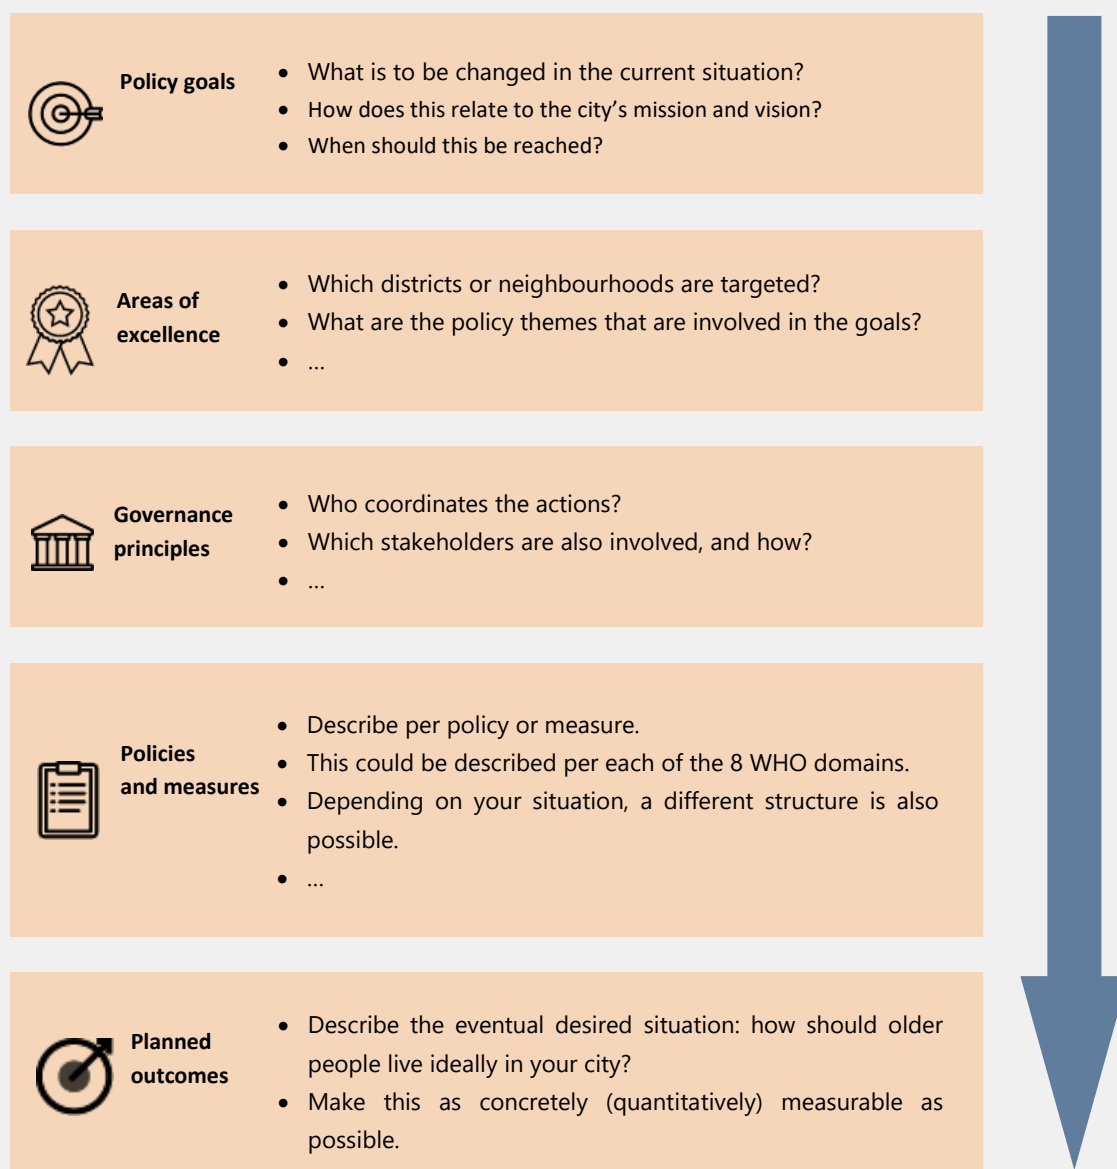 Policy goals
• What is to be changed in the current situation?
• How does this relate to the city’s mission and vision?
• When should this be reached?
Areas of
excellence
• Which districts or neighbourhoods are targeted?
• What are the policy themes that are involved in the goals?
• ...
Governance
principles
• Who coordinates the actions?
• Which stakeholders are also involved, and how?
• ...
Policies
and measures
• Describe per policy or measure.
• This could be described per each of the 8 WHO domains.
• Depending on your situation, a different structure is also
possible.
• ...
Planned
outcomes
• Describe the eventual desired situation: how should older
people live ideally in your city?
• Make this as concretely (quantitatively) measurable as
possible.